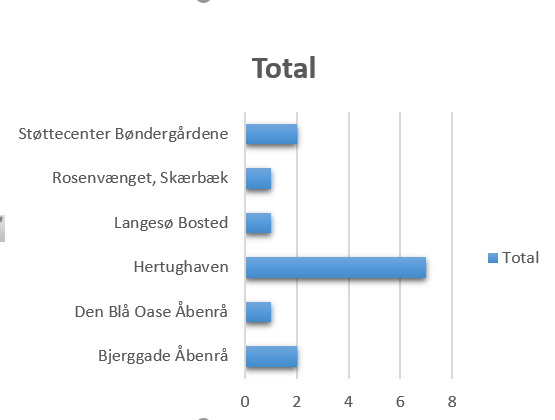 Total
Støttecenter Bøndergårdene
Rosenvænget, Skærbæk
Langesø Bosted
Hertughaven
Total
Den Blå Oase Åbenrå
Bjerggade Åbenrå
0 2 4 6 8